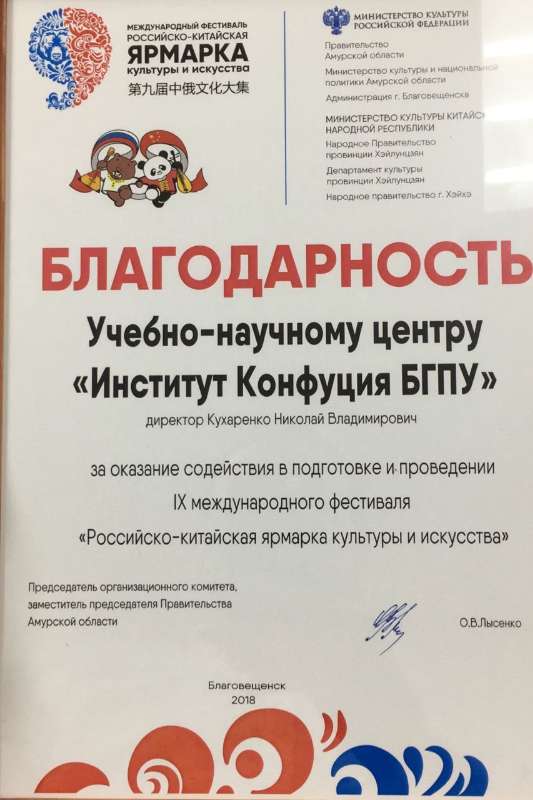 МЕЖДУНАРОДНЫЙ ФЕСТИВАЛЬ
РОССИЙСКО-КИТАЙСКАЯ
ЯРМАРКА
культуры и искусства
第九届中俄文化大集
МИНИСТЕРСТВО КУЛЬТУРЫ
РОССИЙСКОЙ ФЕДЕРАЦИИ
Правительство
Амурской области
Министерство культуры и национальной
политики Амурской области
Администрация г. Благовещенска
МИНИСТЕРСТВО КУЛЬТУРЫ КИТАЙС
НАРОДНОЙ РЕСПУБЛИКИ
Народное Правительство
провинции Хэйлунцзян
Департамент культуры
провинции Хэйлунцзян
Народное правительство г. Хэйхэ
БЛАГОДАРНОСТЬ
Учебно-научному центру
«Институт Конфуция БГПУ»
директор Кухаренко Николай Владимирович
за оказание содействия в подготовке и проведении
IX международного фестиваля
«Российско-китайская ярмарка культуры и искусства»
Председатель организационного комитета,
заместитель председателя Правительства
Амурской области
О.В.Лысенко
Благовещенск
2018